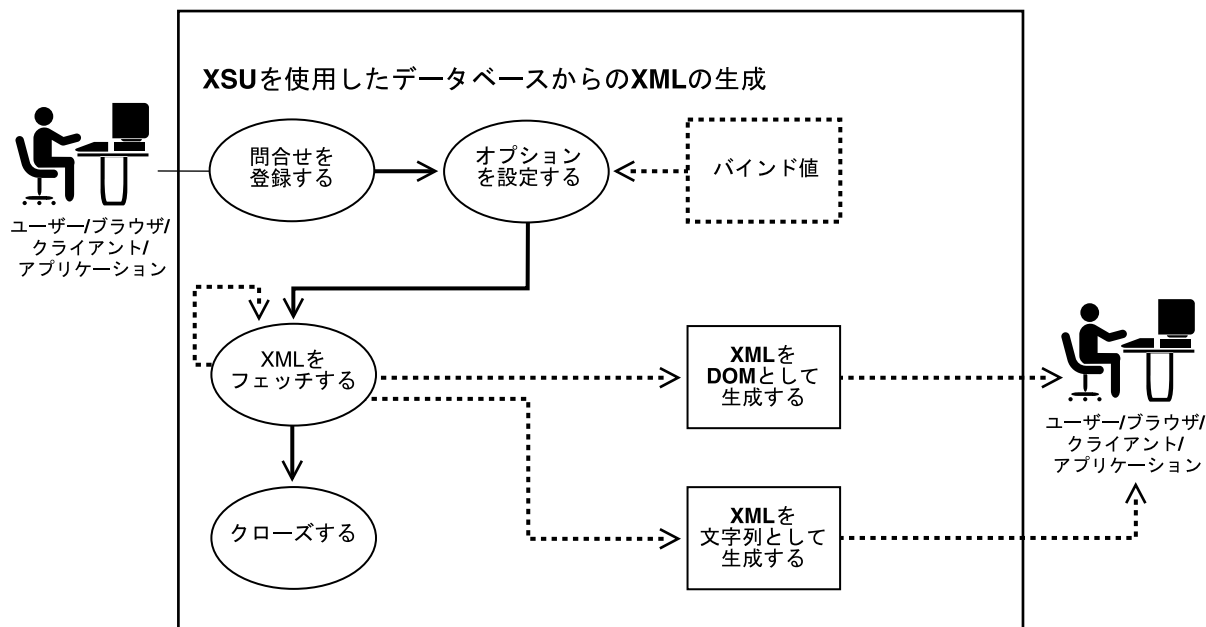 XSUを使用したデータベースからのXMLの生成
問合せを
登録する
オプション
を設定する
バインド値
ユーザー/ブラウザ/
クライアント/
アプリケーション
XMLを
フェッチする
XMLを
DOMとして
生成する
ユーザー/ブラウザ/
クライアント/
アプリケーション
クローズする
XMLを
文字列として
生成する